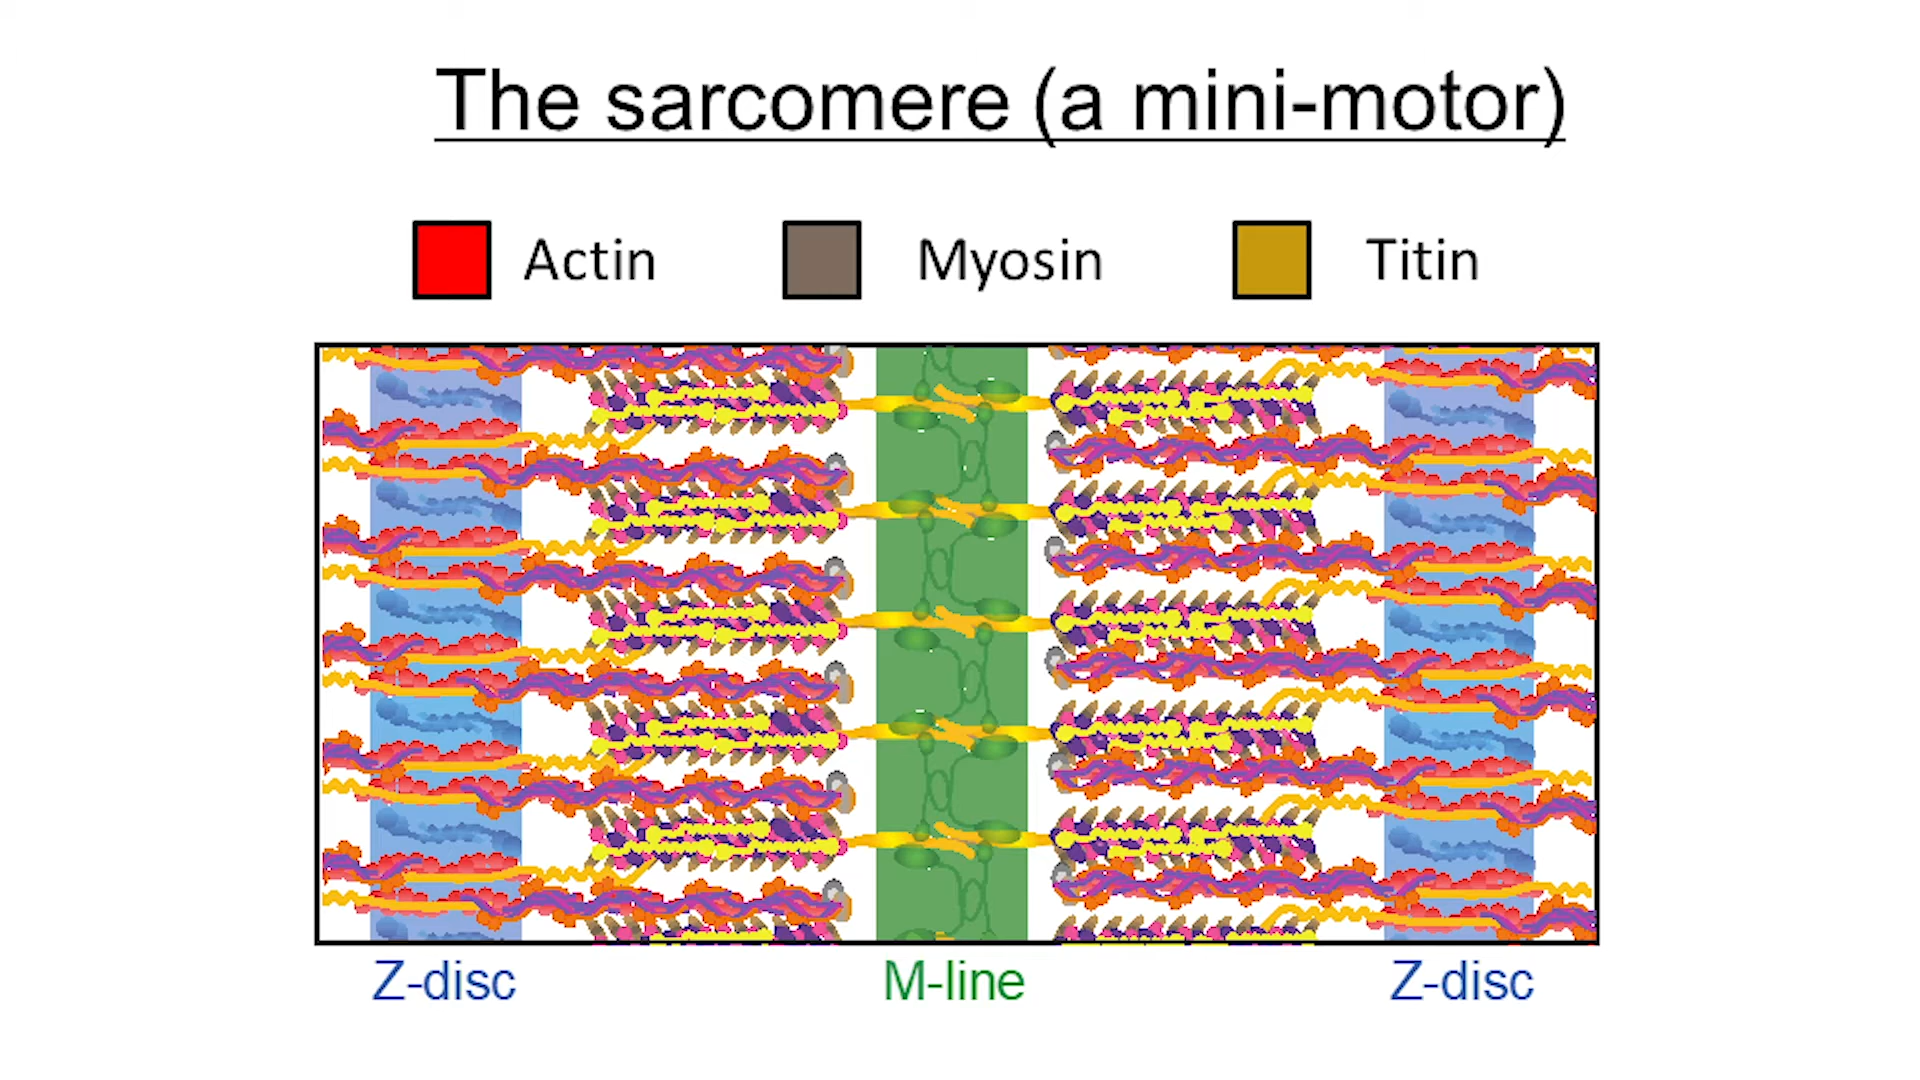 The sarcomere (a mini-motor)
Actin Myosin Titin
Z-disc M-line Z-disc